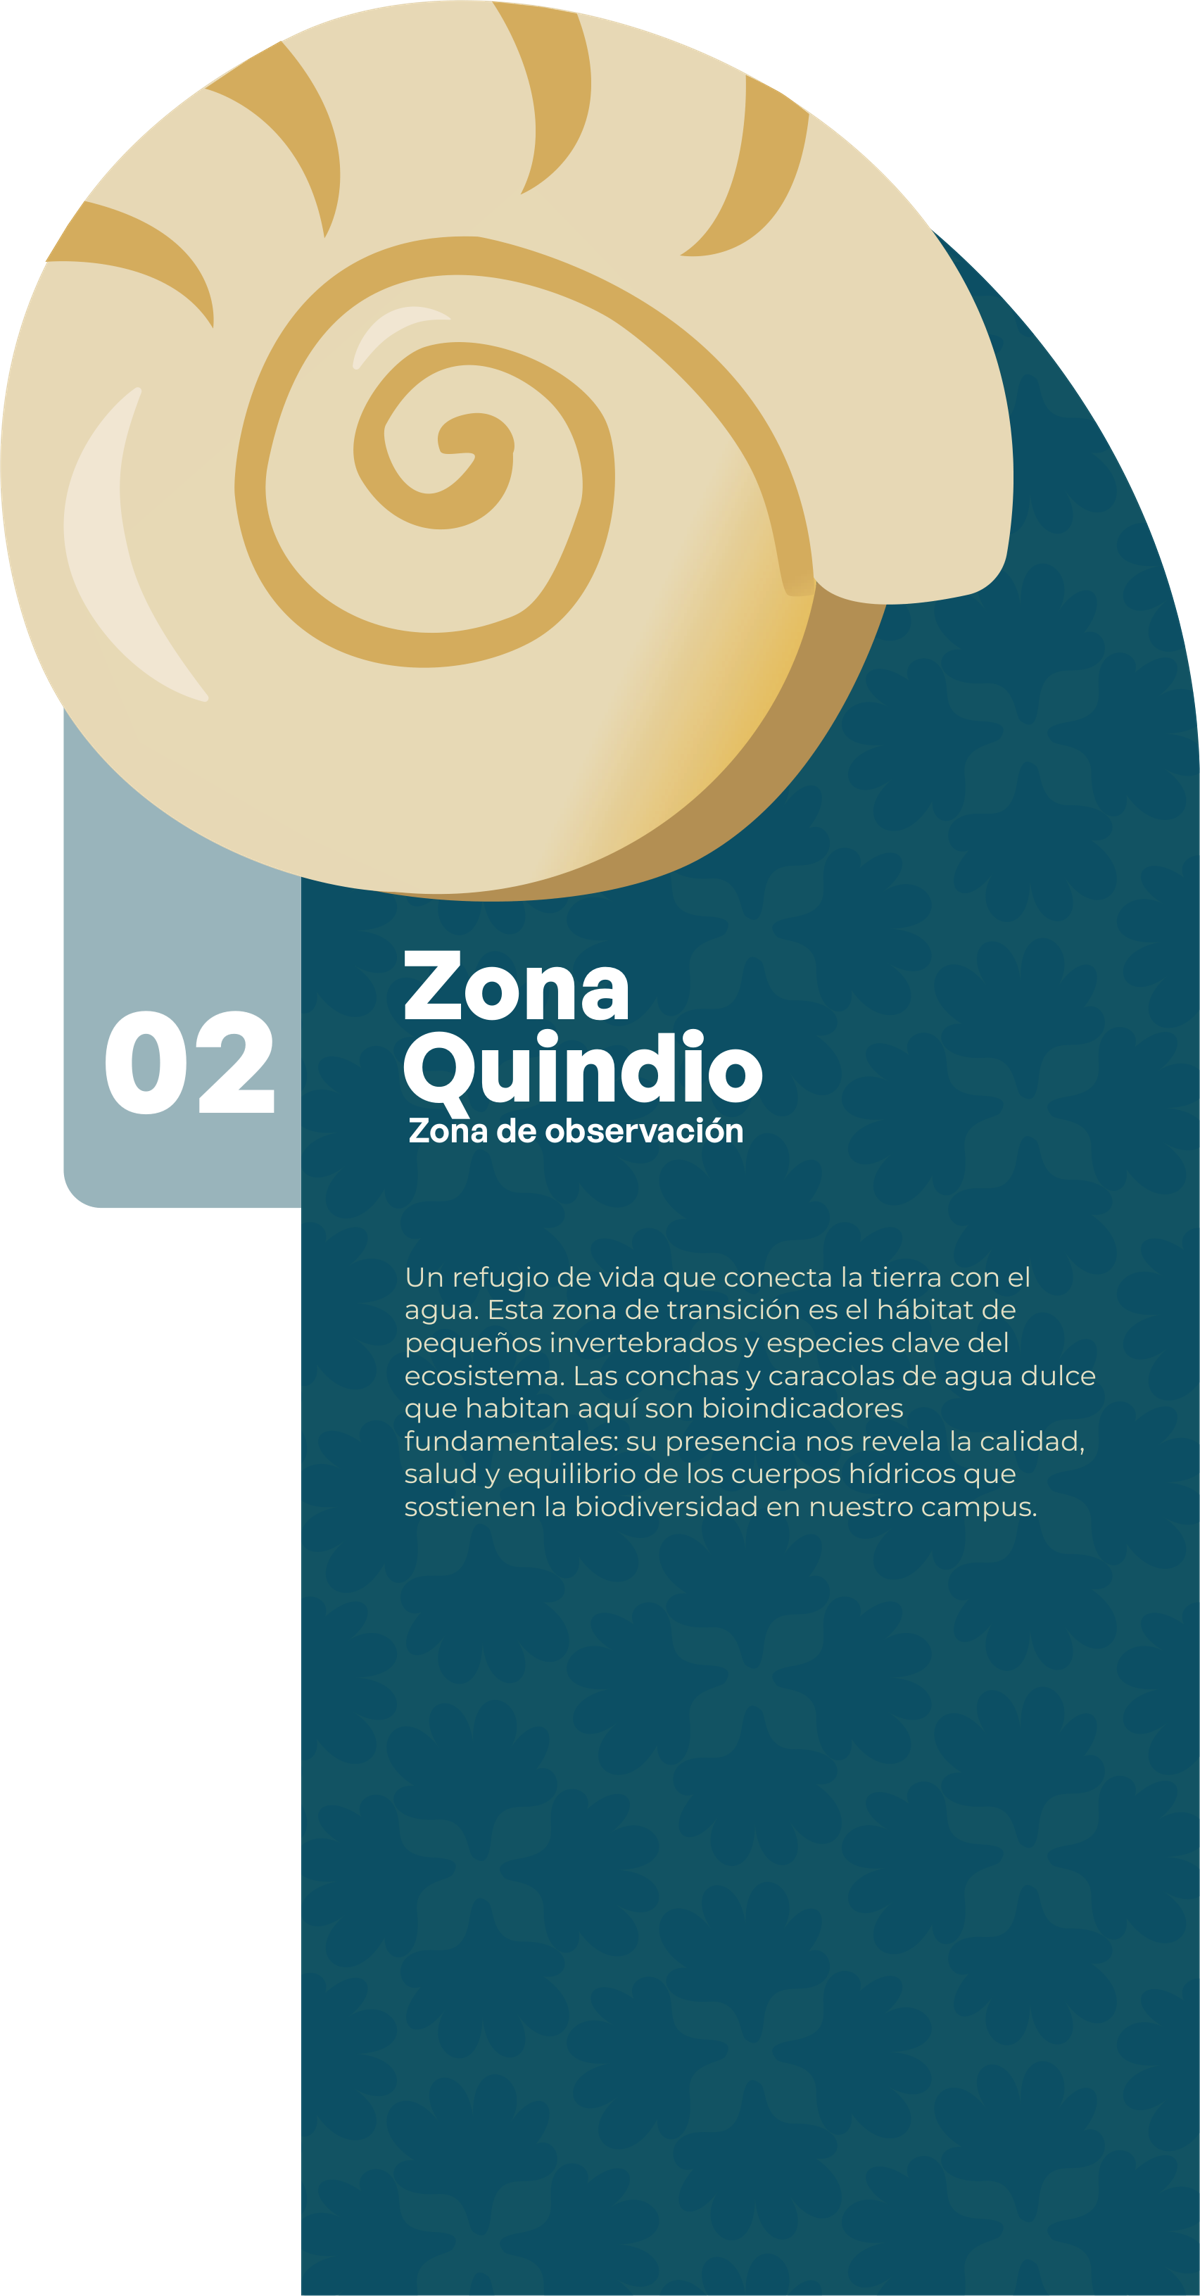 02
Zona
Quindio
Zona de observación
Un refugio de vida que conecta la tierra con el
agua. Esta zona de transición es el hábitat de
pequeños invertebrados y especies clave del
ecosistema. Las conchas y caracolas de agua dulce
que habitan aquí son bioindicadores
fundamentales: su presencia nos revela la calidad,
salud y equilibrio de los cuerpos hídricos que
sostienen la biodiversidad en nuestro campus.